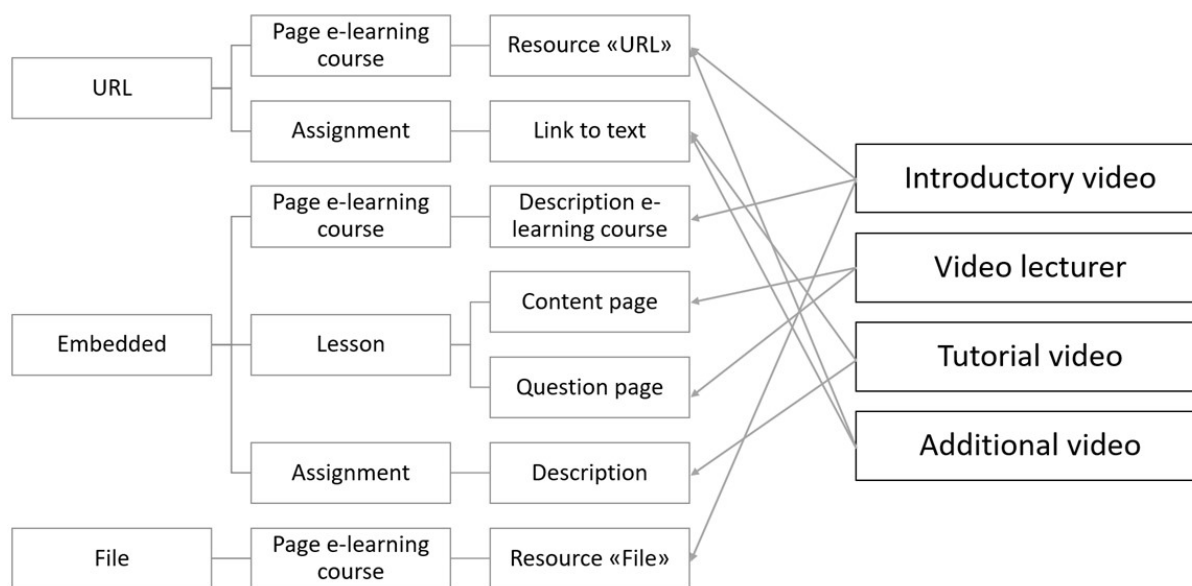 URL
Page e-learning
course
Resource «URL»
Assignment
Link to text
Embedded
Page e-learning
course
Description e-
learning course
Lesson
Content page
Question page
Assignment
Description
File
Page e-learning
course
Resource «File»
Introductory video
Video lecturer
Tutorial video
Additional video